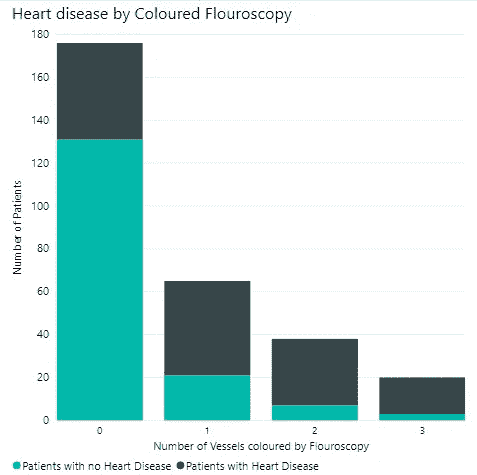 Heart disease by Coloured Flouroscopy
180
160
140
120
100
80
60
40
20
0
Number of Patients
0 1 2 3
Number of Vessels coloured by Flouroscopy
Patients with no Heart Disease Patients with Heart Disease